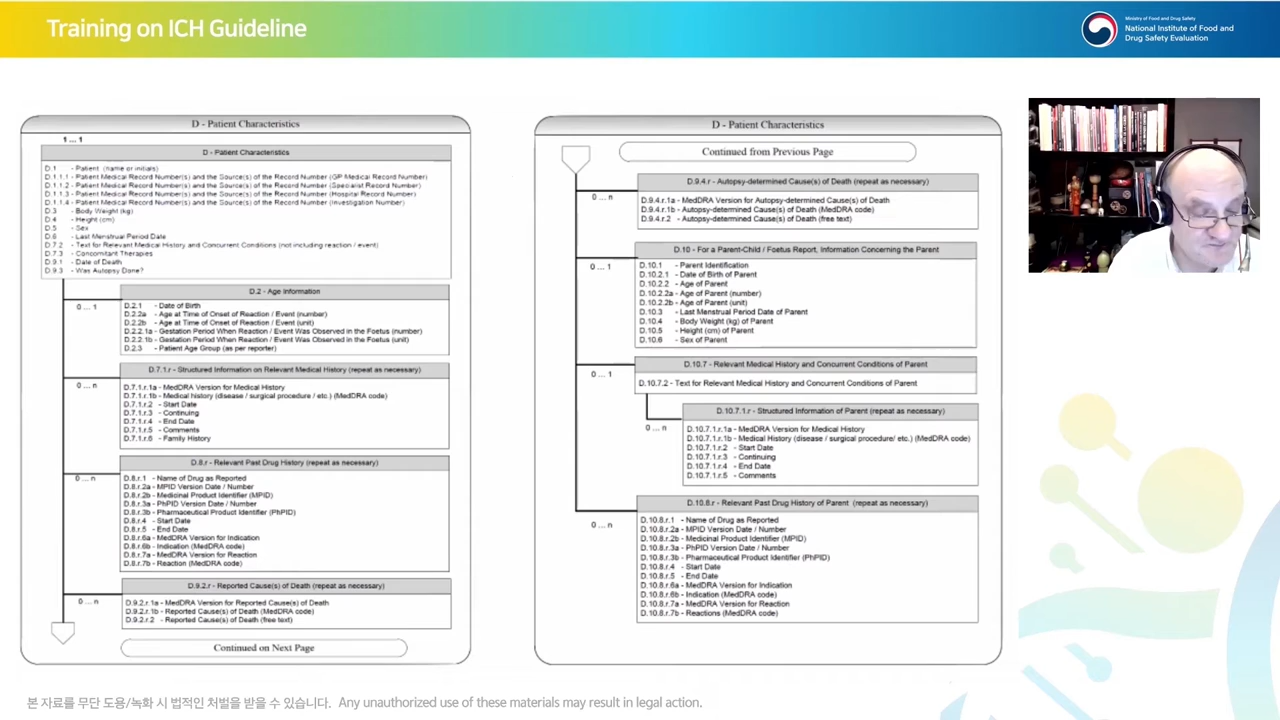 Training on ICH Guideline
Ministry of Food and Drug Safety
National Institute of Food and
Drug Safety Evaluation
D - Patient Characteristics
1 ... 1
D - Patient Characteristics
D.1 - Patient (name or initials)
D.1.1.1 - Patient Medical Record Number(s) and the Source(s) of the Record Number (GP Medical Record Number)
D.1.1.2 - Patient Medical Record Number(s) and the Source(s) of the Record Number (Specialist Record Number)
D.1.1.3 - Patient Medical Record Number(s) and the Source(s) of the Record Number (Hospital Record Number)
D.1.1.4 - Patient Medical Record Number(s) and the Source(s) of the Record Number (Investigation Number)
D.3 - Body Weight (kg)
D.4 - Height (cm)
D.5 - Sex
D.6 - Last Menstrual Period Date
D.7.2 - Text for Relevant Medical History and Concurrent Conditions (not including reaction / event)
D.7.3 - Concomitant Therapies
D.9.1 - Date of Death
D.9.3 - Was Autopsy Done?
0 ... 1
D.2 - Age Information
D.2.1 - Date of Birth
D.2.2a - Age at Time of Onset of Reaction / Event (number)
D.2.2b - Age at Time of Onset of Reaction / Event (unit)
D.2.2.1a - Gestation Period When Reaction / Event Was Observed in the Foetus (number)
D.2.2.1b - Gestation Period When Reaction / Event Was Observed in the Foetus (unit)
D.2.3 - Patient Age Group (as per reporter)
0 ... n
D.7.1.r - Structured Information on Relevant Medical History (repeat as necessary)
D.7.1.r.1a - MedDRA Version for Medical History
D.7.1.r.1b - Medical history (disease / surgical procedure / etc.) (MedDRA code)
D.7.1.r.2 - Start Date
D.7.1.r.3 - Continuing
D.7.1.r.4 - End Date
D.7.1.r.5 - Comments
D.7.1.r.6 - Family History
0 ... n
D.8.r - Relevant Past Drug History (repeat as necessary)
D.8.r.1 - Name of Drug as Reported
D.8.r.2a - MPID Version Date / Number
D.8.r.2b - Medicinal Product Identifier (MPID)
D.8.r.3a - PhPID Version Date / Number
D.8.r.3b - Pharmaceutical Product Identifier (PhPID)
D.8.r.4 - Start Date
D.8.r.5 - End Date
D.8.r.6a - MedDRA Version for Indication
D.8.r.6b - Indication (MedDRA code)
D.8.r.7a - MedDRA Version for Reaction
D.8.r.7b - Reaction (MedDRA code)
0 ... n
D.9.2.r - Reported Cause(s) of Death (repeat as necessary)
D.9.2.r.1a - MedDRA Version for Reported Cause(s) of Death
D.9.2.r.1b - Reported Cause(s) of Death (MedDRA code)
D.9.2.r.2 - Reported Cause(s) of Death (free text)
Continued on Next Page
D - Patient Characteristics
Continued from Previous Page
0 ... n
D.9.4.r - Autopsy-determined Cause(s) of Death (repeat as necessary)
D.9.4.r.1a - MedDRA Version for Autopsy-determined Cause(s) of Death
D.9.4.r.1b - Autopsy-determined Cause(s) of Death (MedDRA code)
D.9.4.r.2 - Autopsy-determined Cause(s) of Death (free text)
0 ... 1
D.10 - For a Parent-Child / Foetus Report, Information Concerning the Parent
D.10.1 - Parent Identification
D.10.2.1 - Date of Birth of Parent
D.10.2.2 - Age of Parent
D.10.2.2a - Age of Parent (number)
D.10.2.2b - Age of Parent (unit)
D.10.3 - Last Menstrual Period Date of Parent
D.10.4 - Body Weight (kg) of Parent
D.10.5 - Height (cm) of Parent
D.10.6 - Sex of Parent
0 ... 1
D.10.7 - Relevant Medical History and Concurrent Conditions of Parent
D.10.7.2 - Text for Relevant Medical History and Concurrent Conditions of Parent
0 ... n
D.10.7.1.r - Structured Information of Parent (repeat as necessary)
D.10.7.1.r.1a - MedDRA Version for Medical History
D.10.7.1.r.1b - Medical History (disease / surgical procedure/ etc.) (MedDRA code)
D.10.7.1.r.2 - Start Date
D.10.7.1.r.3 - Continuing
D.10.7.1.r.4 - End Date
D.10.7.1.r.5 - Comments
0 ... n
D.10.8.r - Relevant Past Drug History of Parent (repeat as necessary)
D.10.8.r.1 - Name of Drug as Reported
D.10.8.r.2a - MPID Version Date / Number
D.10.8.r.2b - Medicinal Product Identifier (MPID)
D.10.8.r.3a - PhPID Version Date / Number
D.10.8.r.3b - Pharmaceutical Product Identifier (PhPID)
D.10.8.r.4 - Start Date
D.10.8.r.5 - End Date
D.10.8.r.6a - MedDRA Version for Indication
D.10.8.r.6b - Indication (MedDRA code)
D.10.8.r.7a - MedDRA Version for Reaction
D.10.8.r.7b - Reactions (MedDRA code)
본 자료를 무단 도용/녹화 시 법적인 처벌을 받을 수 있습니다. Any unauthorized use of these materials may result in legal action.